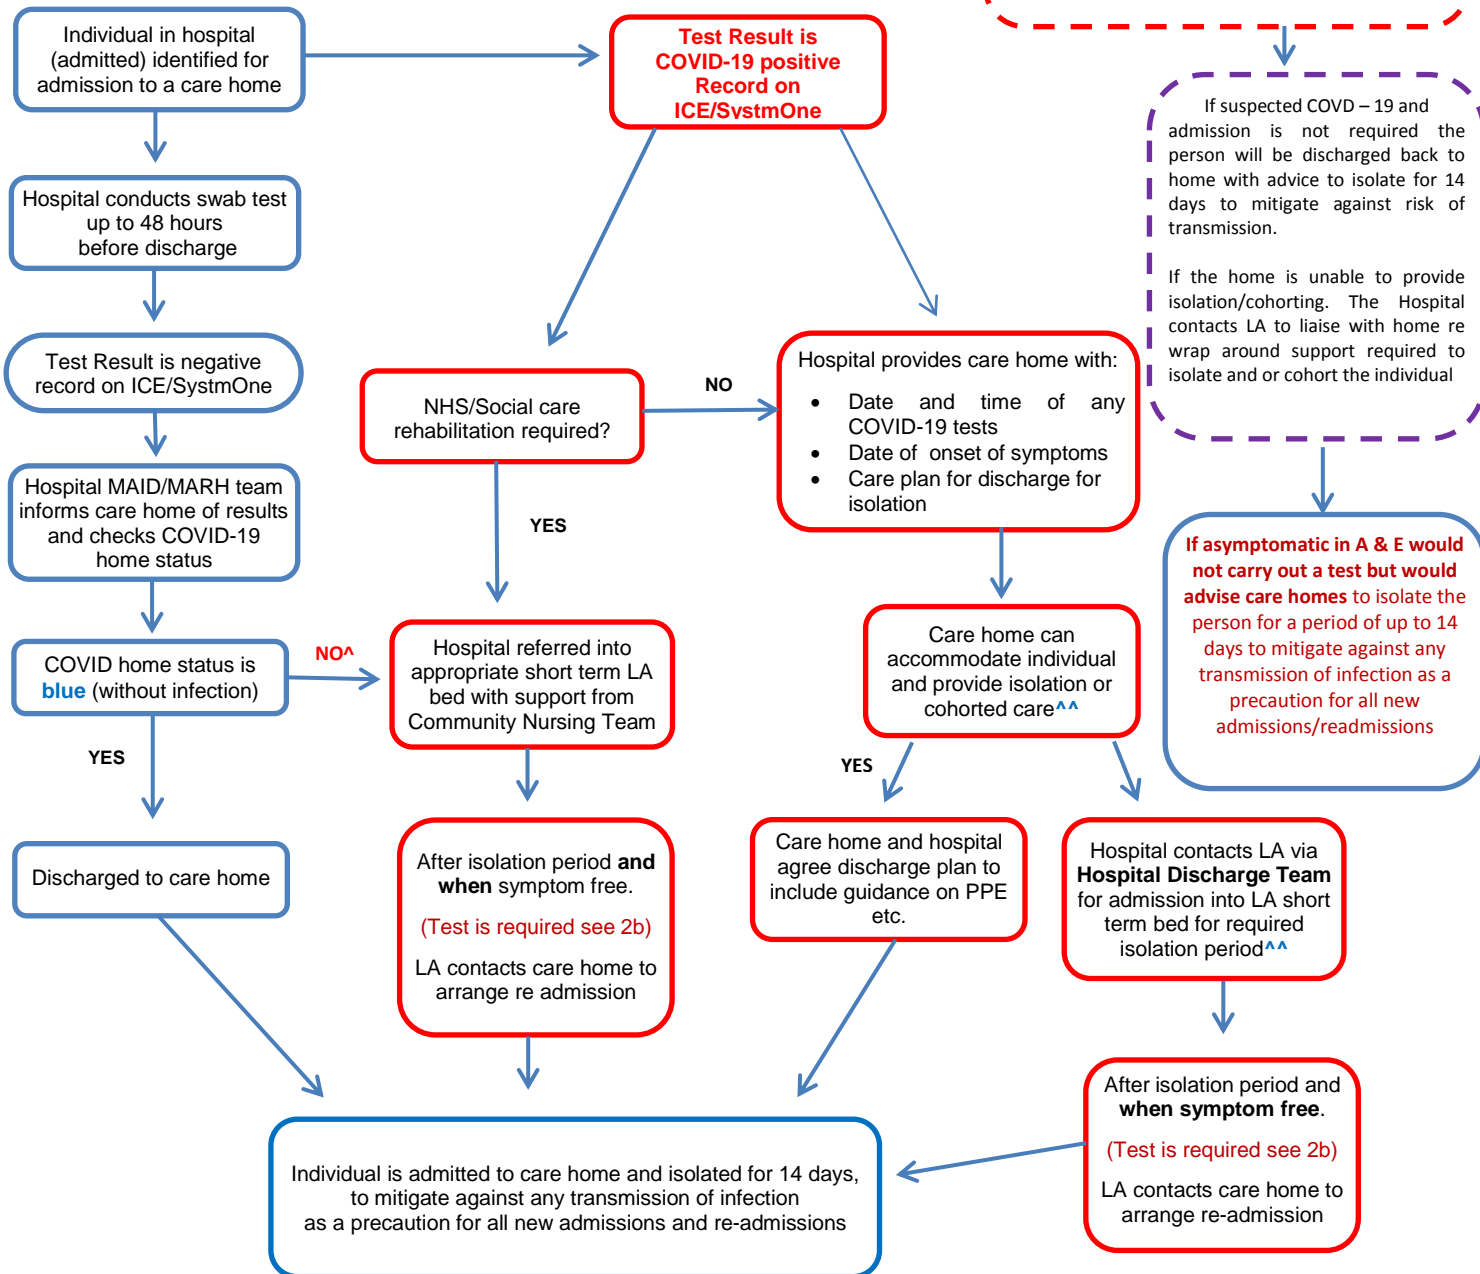 Individual in hospital
(admitted) identified for
admission to a care home
Test Result is
COVID-19 positive
Record on
ICE/SystmOne
If suspected COVD – 19 and
admission is not required the
person will be discharged back to
home with advice to isolate for 14
days to mitigate against risk of
transmission.
If the home is unable to provide
isolation/cohorting. The Hospital
contacts LA to liaise with home re
wrap around support required to
isolate and or cohort the individual
Hospital conducts swab test
up to 48 hours
before discharge
Test Result is negative
record on ICE/SystmOne
NHS/Social care
rehabilitation required?
NO
Hospital provides care home with:
• Date and time of any
COVID-19 tests
• Date of onset of symptoms
• Care plan for discharge for
isolation
Hospital MAID/MARH team
informs care home of results
and checks COVID-19
home status
YES
If asymptomatic in A & E would
not carry out a test but would
advise care homes to isolate the
person for a period of up to 14
days to mitigate against any
transmission of infection as a
precaution for all new
admissions/readmissions
COVID home status is
blue (without infection)
NO^
Hospital referred into
appropriate short term LA
bed with support from
Community Nursing Team
Care home can
accommodate individual
and provide isolation or
cohorted care^^
YES
YES
Discharged to care home
After isolation period and
when symptom free.
(Test is required see 2b)
LA contacts care home to
arrange re admission
Care home and hospital
agree discharge plan to
include guidance on PPE
etc.
Hospital contacts LA via
Hospital Discharge Team
for admission into LA short
term bed for required
isolation period^^
After isolation period and
when symptom free.
(Test is required see 2b)
LA contacts care home to
arrange re-admission
Individual is admitted to care home and isolated for 14 days,
to mitigate against any transmission of infection
as a precaution for all new admissions and re-admissions